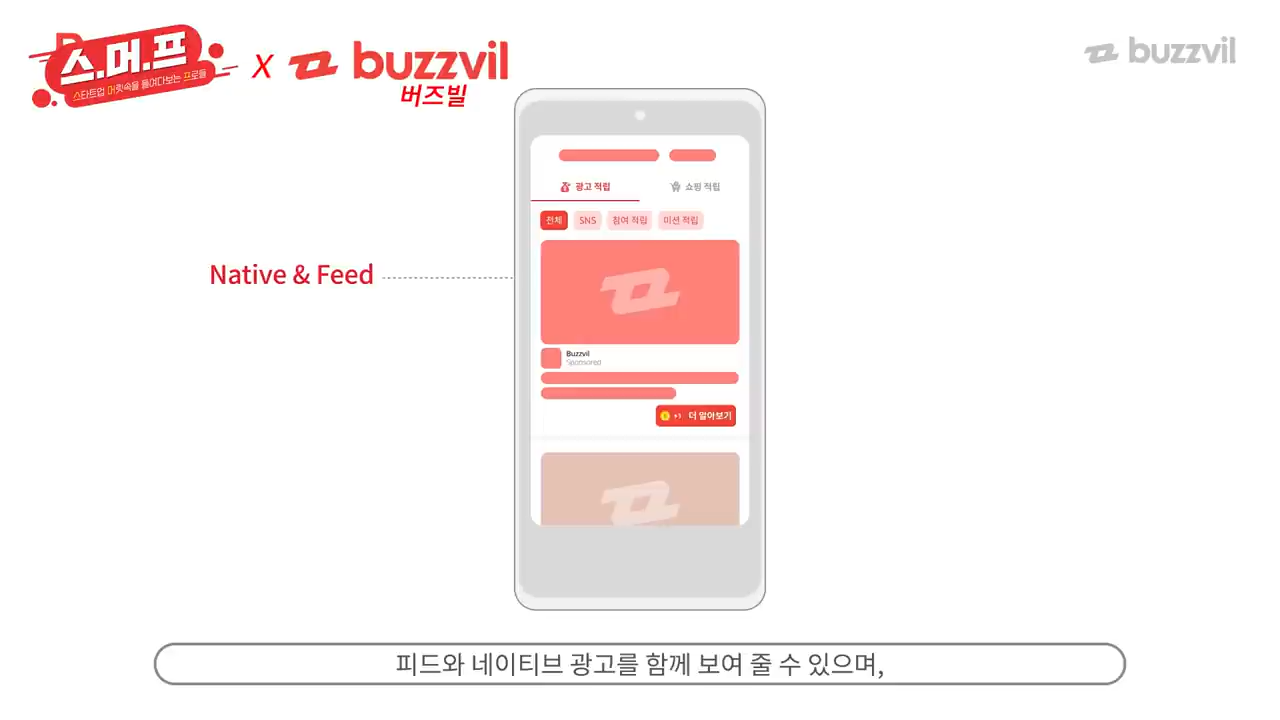 스.머.프
스타트업 머릿속을 들여다보는 프로들
X
buzzvil
버즈빌
buzzvil
광고 적립
쇼핑 적립
전체
SNS
참여 적립
미션 적립
Native & Feed
Buzzvil
Sponsored
+1 더 알아보기
피드와 네이티브 광고를 함께 보여 줄 수 있으며,